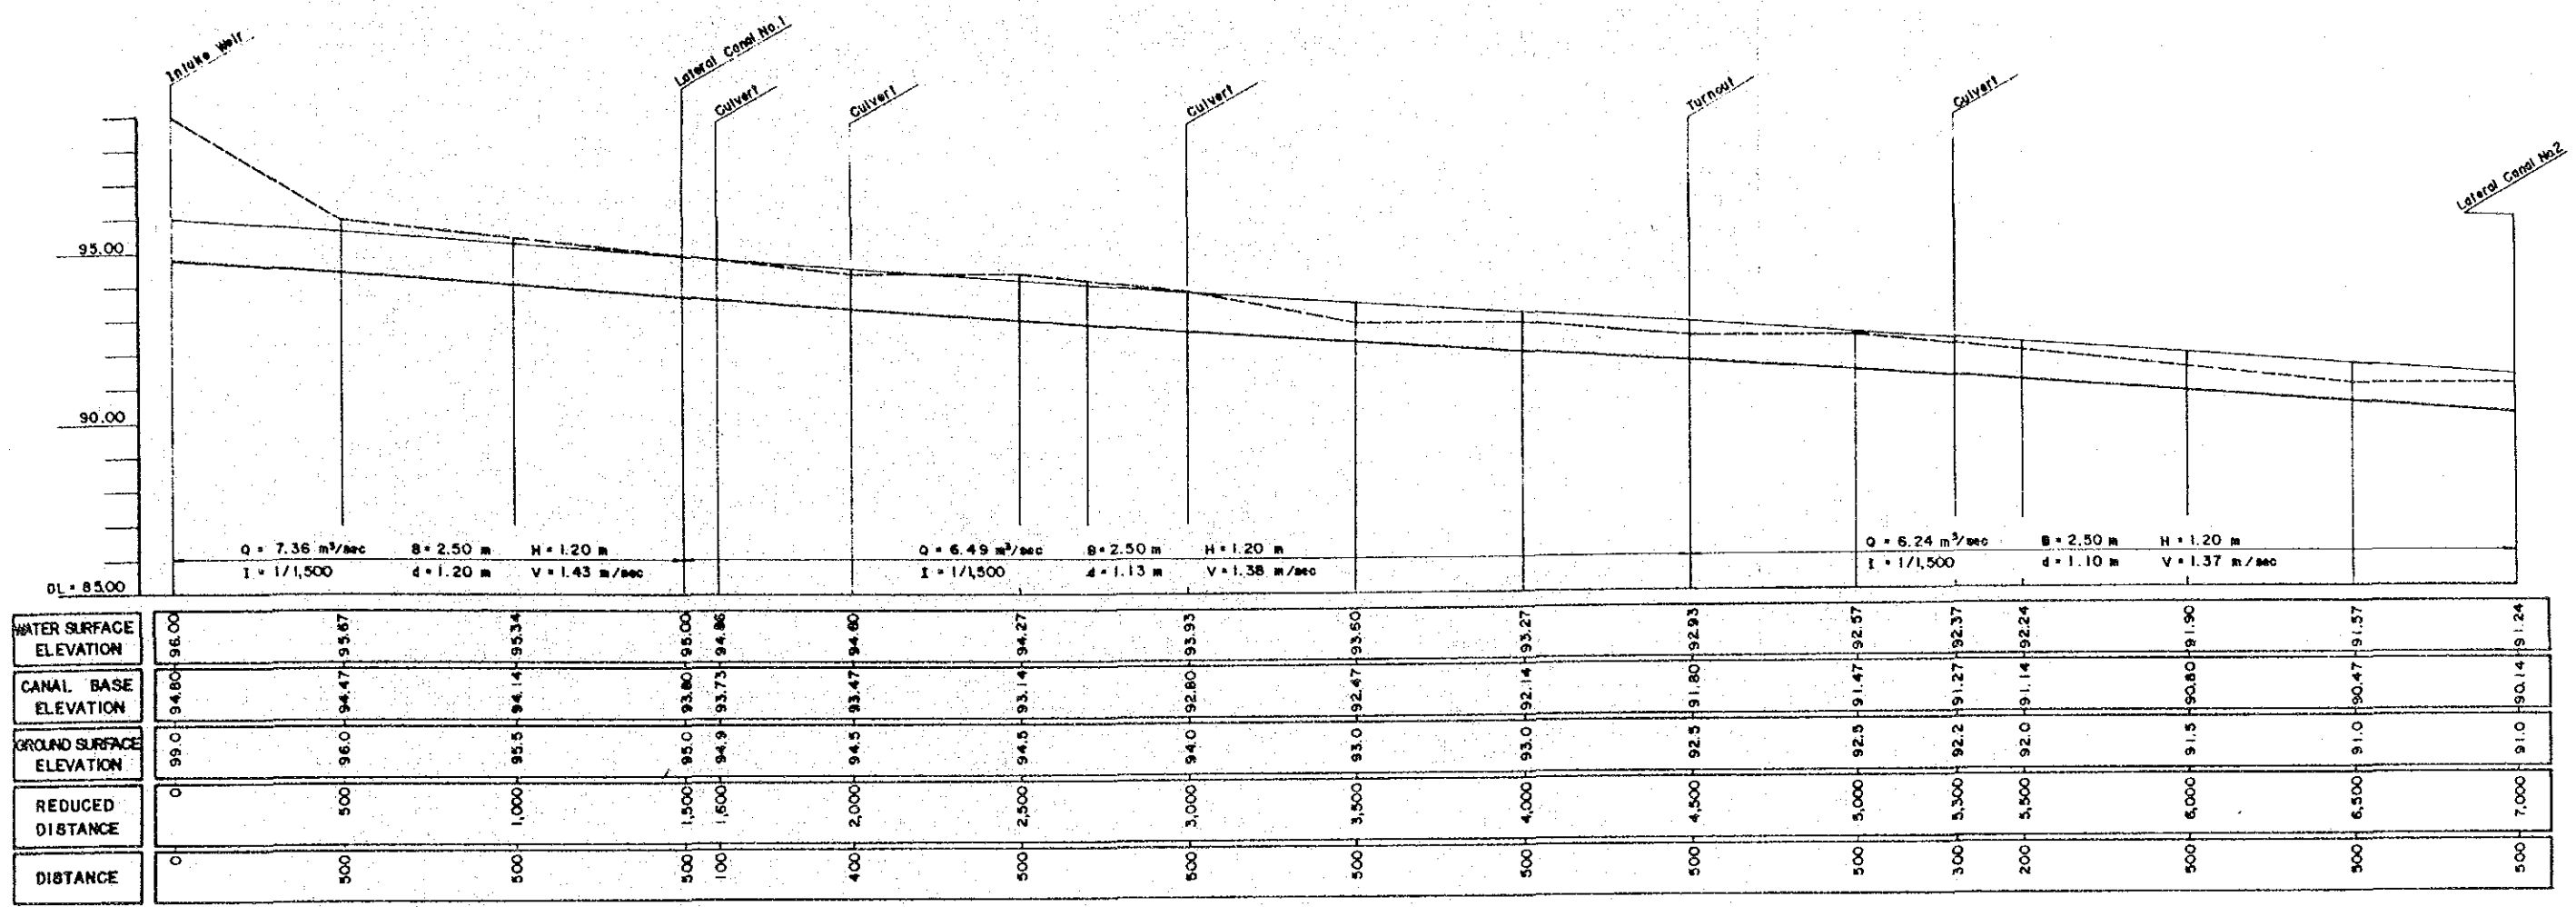 Intake Weir
Lateral Canal No.1
Culvert
Culvert
Culvert
Turnout
Culvert
Lateral Canal No.2
95.00
90.00
DL = 85.00
Q = 7.36 m³/sec B = 2.50 m H = 1.20 m
I = 1/1,500 d = 1.20 m V = 1.43 m/sec
Q = 6.49 m³/sec B = 2.50 m H = 1.20 m
I = 1/1,500 d = 1.13 m V = 1.38 m/sec
Q = 6.24 m³/sec B = 2.50 m H = 1.20 m
I = 1/1,500 d = 1.10 m V = 1.37 m/sec
WATER SURFACE ELEVATION 96.00 95.67 95.34 95.00 94.86 94.60 94.27 93.93 93.60 93.27 92.93 92.57 92.37 92.24 91.90 91.57 91.24
CANAL BASE ELEVATION 94.80 94.47 94.14 93.80 93.73 93.47 93.14 92.80 92.47 92.14 91.80 91.47 91.27 91.14 90.80 90.47 90.14
GROUND SURFACE ELEVATION 99.0 96.0 95.5 95.0 94.9 94.5 94.5 94.0 93.0 93.0 92.5 92.5 92.2 92.0 91.5 91.0 91.0
REDUCED DISTANCE 0 500 1,000 1,500 1,600 2,000 2,500 3,000 3,500 4,000 4,500 5,000 5,300 5,500 6,000 6,500 7,000
DISTANCE 0 500 500 500 100 400 500 500 500 500 500 500 300 200 500 500 500